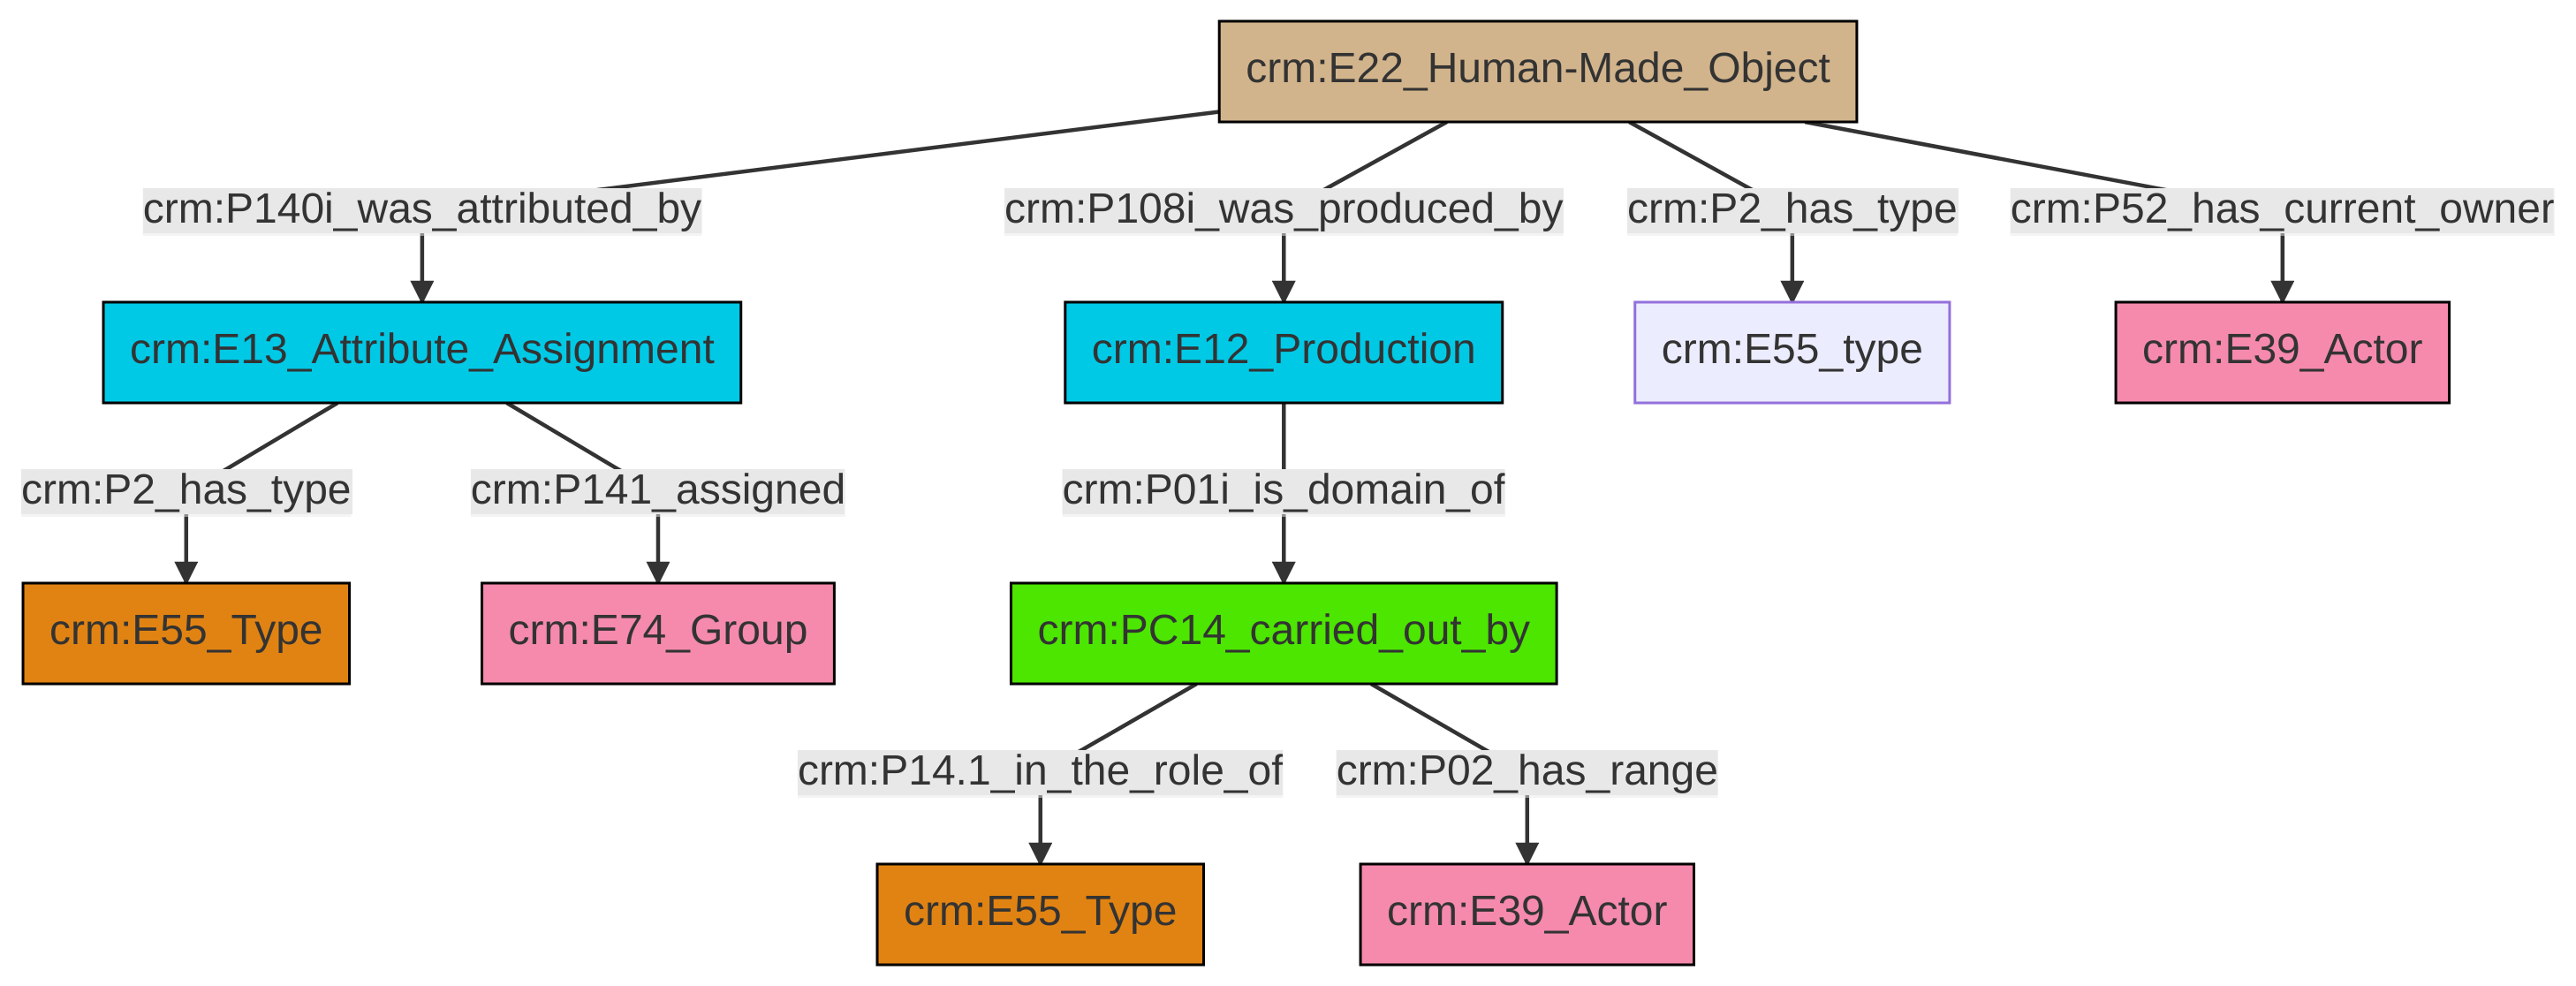 crm:E22_Human-Made_Object
crm:P140i_was_attributed_by
crm:P108i_was_produced_by
crm:P2_has_type
crm:P52_has_current_owner
crm:E13_Attribute_Assignment
crm:E12_Production
crm:E55_type
crm:E39_Actor
crm:P2_has_type
crm:P141_assigned
crm:P01i_is_domain_of
crm:E55_Type
crm:E74_Group
crm:PC14_carried_out_by
crm:P14.1_in_the_role_of
crm:P02_has_range
crm:E55_Type
crm:E39_Actor